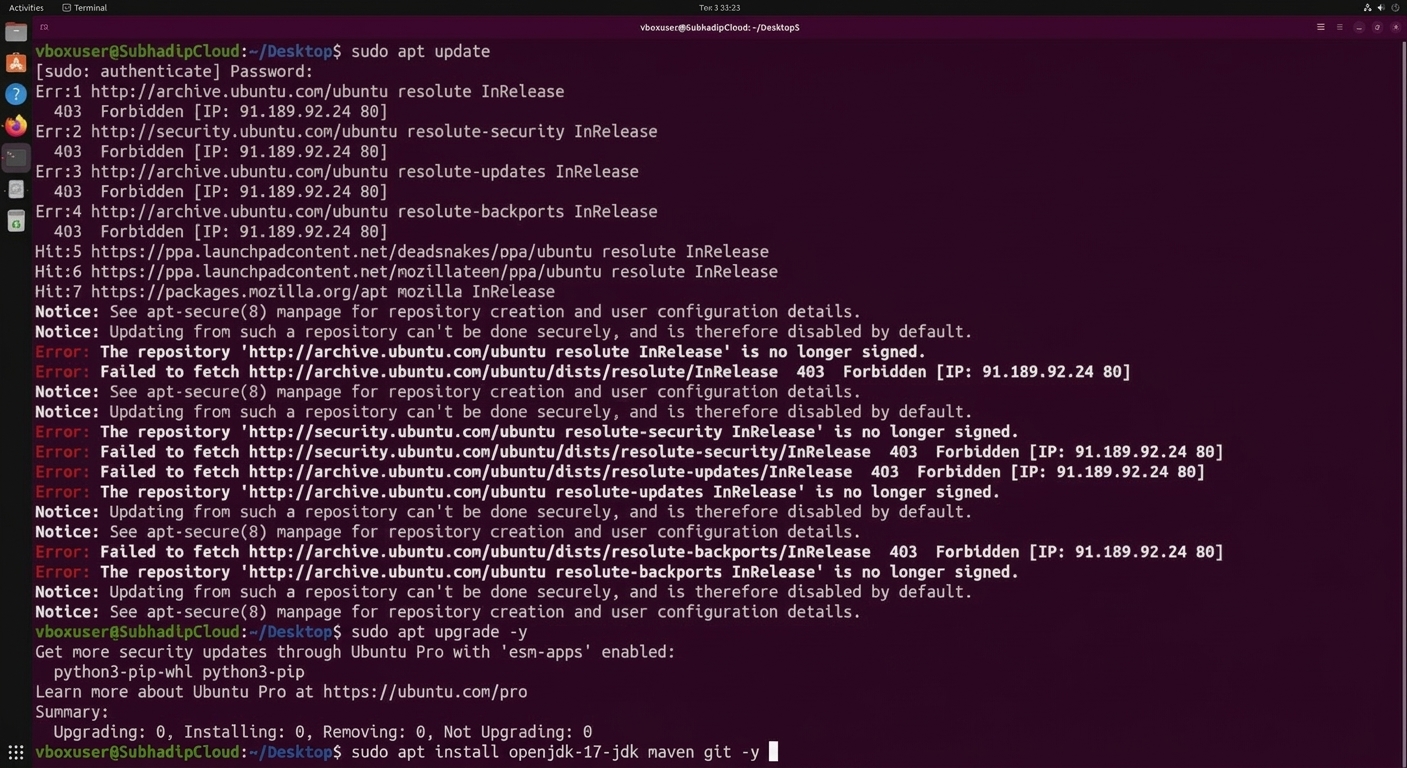 Activities
Terminal
Тек 3 33:23
vboxuser@SubhadipCloud: ~/Desktop$
vboxuser@SubhadipCloud:~/Desktop$ sudo apt update
[sudo: authenticate] Password:
Err:1 http://archive.ubuntu.com/ubuntu resolute InRelease
  403  Forbidden [IP: 91.189.92.24 80]
Err:2 http://security.ubuntu.com/ubuntu resolute-security InRelease
  403  Forbidden [IP: 91.189.92.24 80]
Err:3 http://archive.ubuntu.com/ubuntu resolute-updates InRelease
  403  Forbidden [IP: 91.189.92.24 80]
Err:4 http://archive.ubuntu.com/ubuntu resolute-backports InRelease
  403  Forbidden [IP: 91.189.92.24 80]
Hit:5 https://ppa.launchpadcontent.net/deadsnakes/ppa/ubuntu resolute InRelease
Hit:6 https://ppa.launchpadcontent.net/mozillateen/ppa/ubuntu resolute InRelease
Hit:7 https://packages.mozilla.org/apt mozilla InRelease
Notice: See apt-secure(8) manpage for repository creation and user configuration details.
Notice: Updating from such a repository can't be done securely, and is therefore disabled by default.
Error: The repository 'http://archive.ubuntu.com/ubuntu resolute InRelease' is no longer signed.
Error: Failed to fetch http://archive.ubuntu.com/ubuntu/dists/resolute/InRelease  403  Forbidden [IP: 91.189.92.24 80]
Notice: See apt-secure(8) manpage for repository creation and user configuration details.
Notice: Updating from such a repository can't be done securely, and is therefore disabled by default.
Error: The repository 'http://security.ubuntu.com/ubuntu resolute-security InRelease' is no longer signed.
Error: Failed to fetch http://security.ubuntu.com/ubuntu/dists/resolute-security/InRelease  403  Forbidden [IP: 91.189.92.24 80]
Error: Failed to fetch http://archive.ubuntu.com/ubuntu/dists/resolute-updates/InRelease  403  Forbidden [IP: 91.189.92.24 80]
Error: The repository 'http://archive.ubuntu.com/ubuntu resolute-updates InRelease' is no longer signed.
Notice: Updating from such a repository can't be done securely, and is therefore disabled by default.
Notice: See apt-secure(8) manpage for repository creation and user configuration details.
Error: Failed to fetch http://archive.ubuntu.com/ubuntu/dists/resolute-backports/InRelease  403  Forbidden [IP: 91.189.92.24 80]
Error: The repository 'http://archive.ubuntu.com/ubuntu resolute-backports InRelease' is no longer signed.
Notice: Updating from such a repository can't be done securely, and is therefore disabled by default.
Notice: See apt-secure(8) manpage for repository creation and user configuration details.
vboxuser@SubhadipCloud:~/Desktop$ sudo apt upgrade -y
Get more security updates through Ubuntu Pro with 'esm-apps' enabled:
  python3-pip-whl python3-pip
Learn more about Ubuntu Pro at https://ubuntu.com/pro
Summary:
  Upgrading: 0, Installing: 0, Removing: 0, Not Upgrading: 0
vboxuser@SubhadipCloud:~/Desktop$ sudo apt install openjdk-17-jdk maven git -y